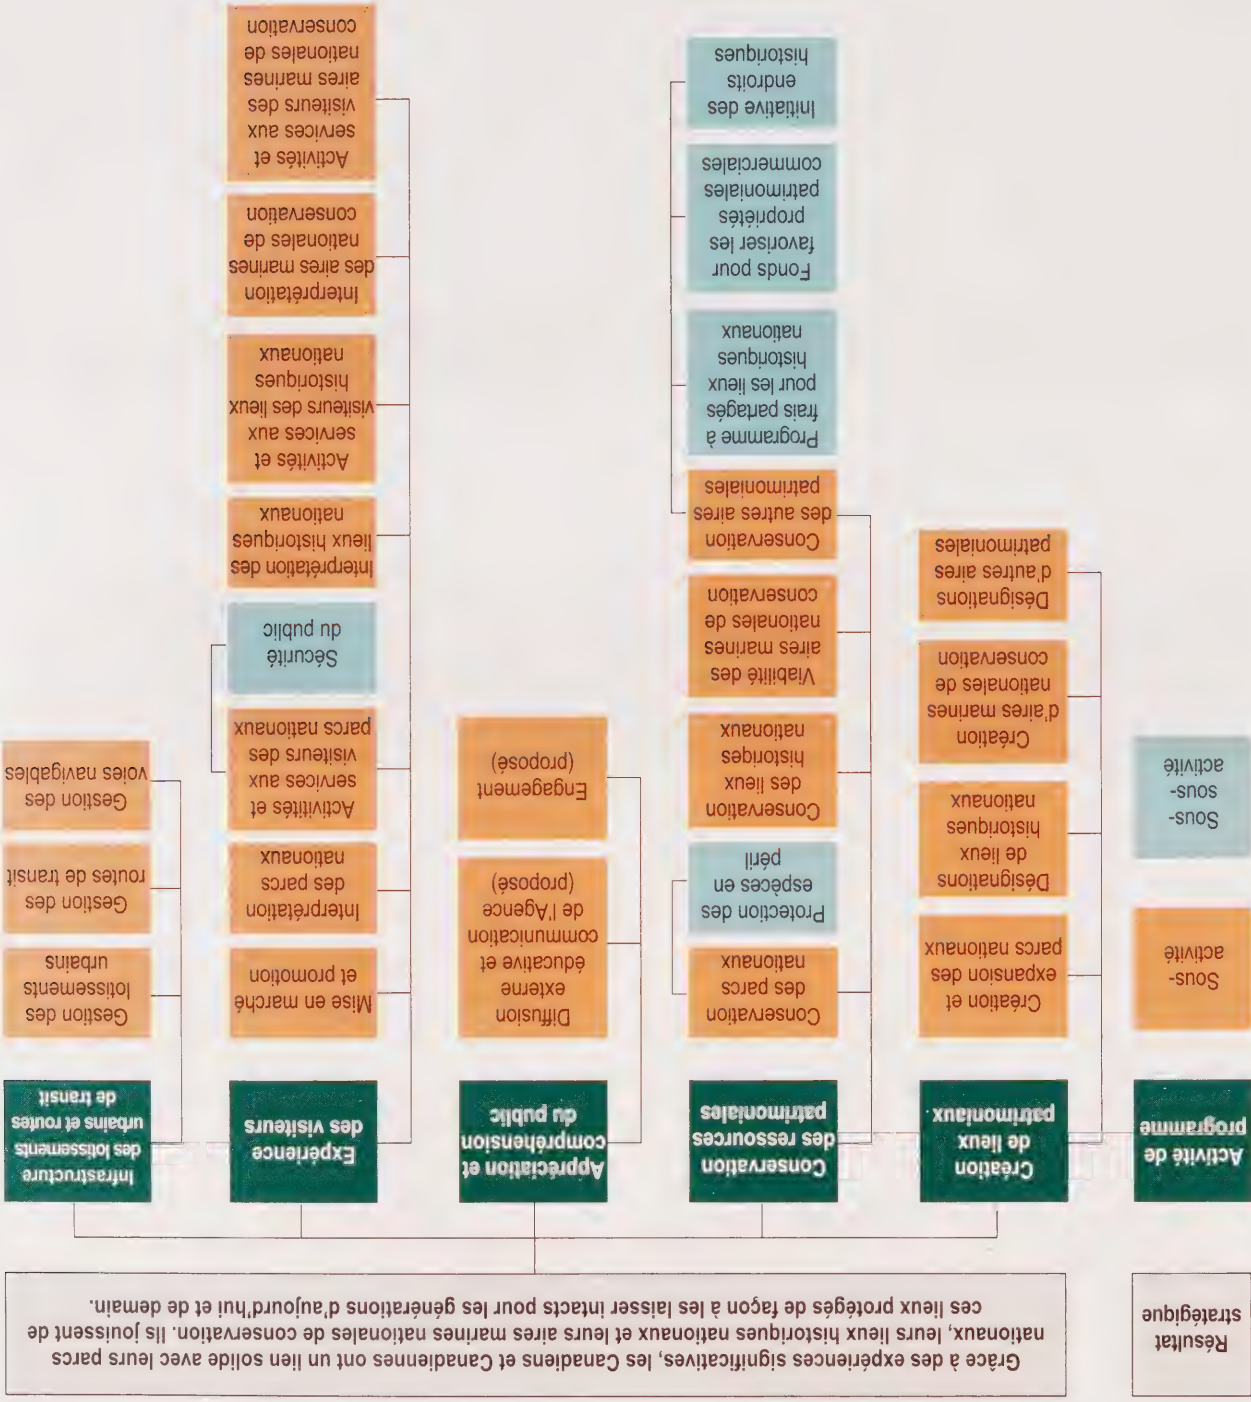 Résultat
stratégique
Grâce à des expériences significatives, les Canadiens et Canadiennes ont un lien solide avec leurs parcs
nationaux, leurs lieux historiques nationaux et leurs aires marines nationales de conservation. Ils jouissent de
ces lieux protégés de façon à les laisser intacts pour les générations d'aujourd'hui et de demain.
Activité de
programme
Sous-
activité
Sous-
sous-
activité
Création
de lieux
patrimoniaux
Création et
expansion des
parcs nationaux
Désignations
de lieux
historiques
nationaux
Création
d'aires marines
nationales de
conservation
Désignations
d'autres aires
patrimoniales
Conservation
des ressources
patrimoniales
Conservation
des parcs
nationaux
Protection des
espèces en
péril
Conservation
des lieux
historiges
nationaux
Viabilité des
aires marines
nationales de
conservation
Conservation
des autres aires
patrimoniales
Programme à
frais partagés
pour les lieux
historiques
nationaux
Fonds pour
favoriser les
propriétés
patrimoniales
commerciales
Initiative des
endroits
historiques
Appréciation et
compréhension
du public
Diffusion
externe
éducative et
communication
de l'Agence
(proposé)
Engagement
(proposé)
Expérience
des visiteurs
Mise en marché
et promotion
Interprétation
des parcs
nationaux
Activitités et
services aux
visiteurs des
parcs nationaux
Sécurité
du public
Interprétation des
lieux historiques
nationaux
Activités et
services aux
visiteurs des lieux
historiques
nationaux
Interprétation
des aires marines
nationales de
conservation
Activités et
services aux
visiteurs des
aires marines
nationales de
conservation
Infrastructure
des lotissements
urbains et routes
de transit
Gestion des
lotissements
urbains
Gestion des
routes de transit
Gestion des
voies navigables